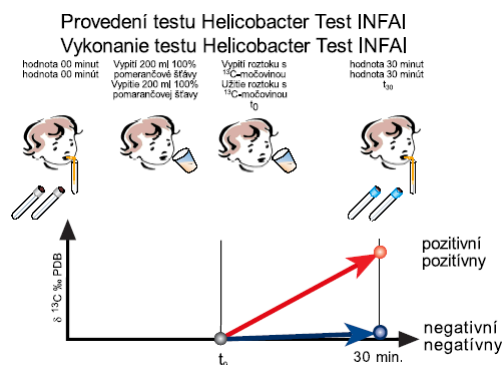 Provedení testu Helicobacter Test INFAI
Vykonanie testu Helicobacter Test INFAI
hodnota 00 minut
hodnota 00 minút
Vypití 200 ml 100%
pomerančové šťávy
Vypitie 200 ml 100%
pomarančovej šťavy
Vypití roztoku s
¹³C-močovinou
Užitie roztoku s
¹³C-močovinou
t0
hodnota 30 minut
hodnota 30 minút
t₃₀
δ ¹³C ‰ PDB
pozitivní
pozitívny
negativní
negatívny
t₀
30 min.